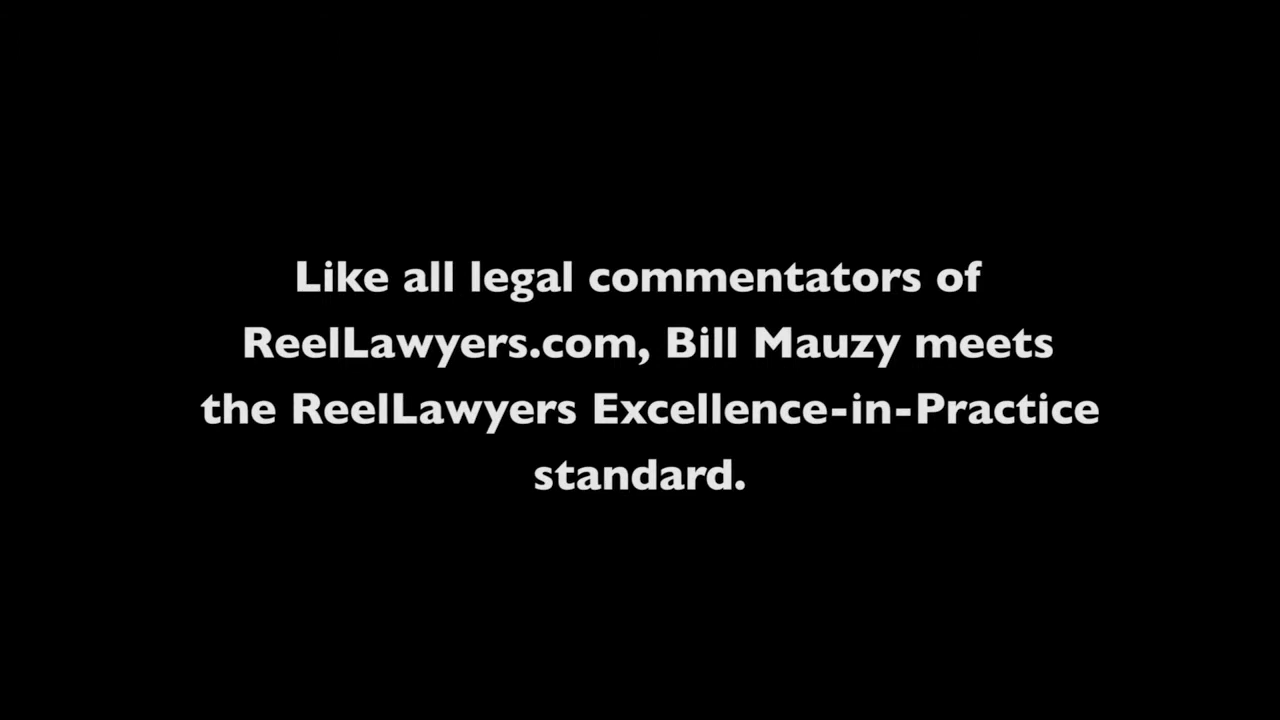 Like all legal commentators of
ReelLawyers.com, Bill Mauzy meets
the ReelLawyers Excellence-in-Practice
standard.